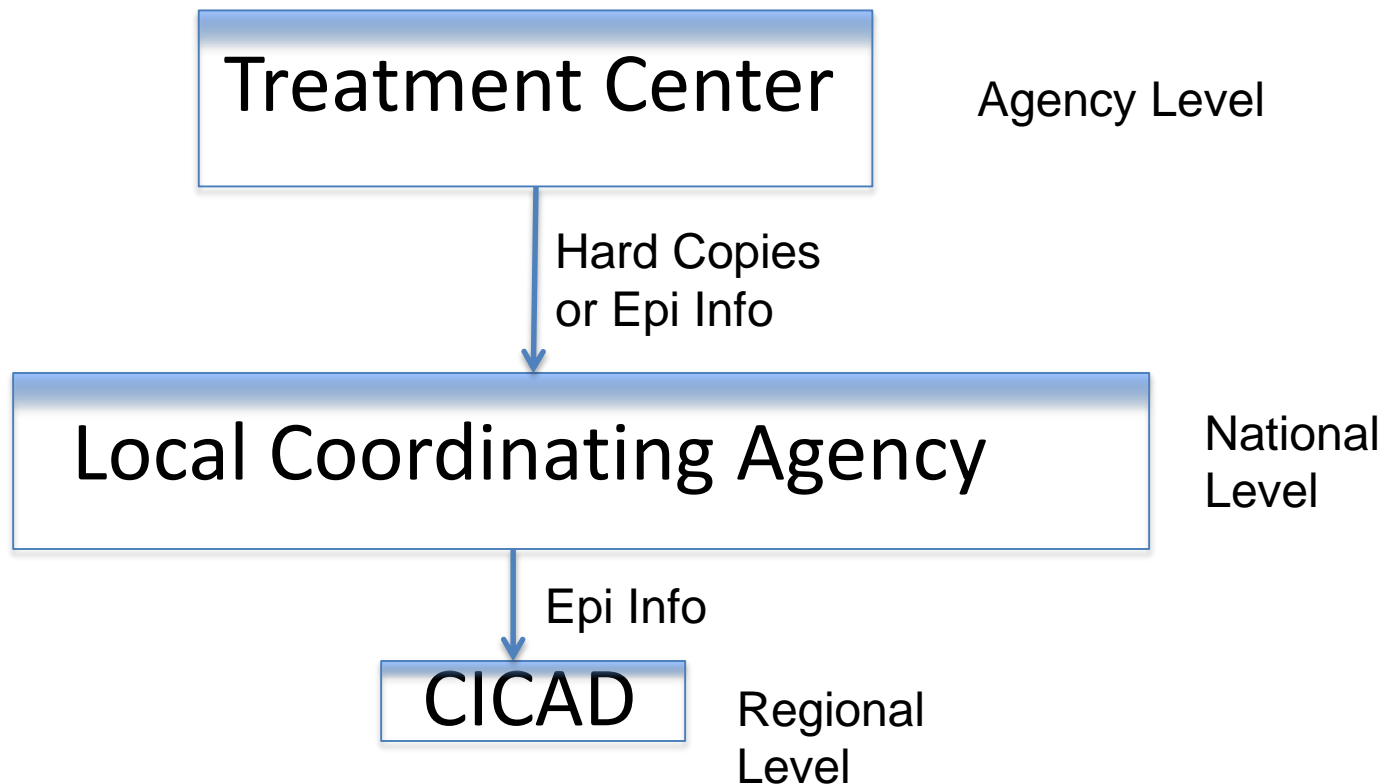 Treatment Center
Agency Level
Hard Copies
or Epi Info
Local Coordinating Agency
National
Level
Epi Info
CICAD
Regional
Level